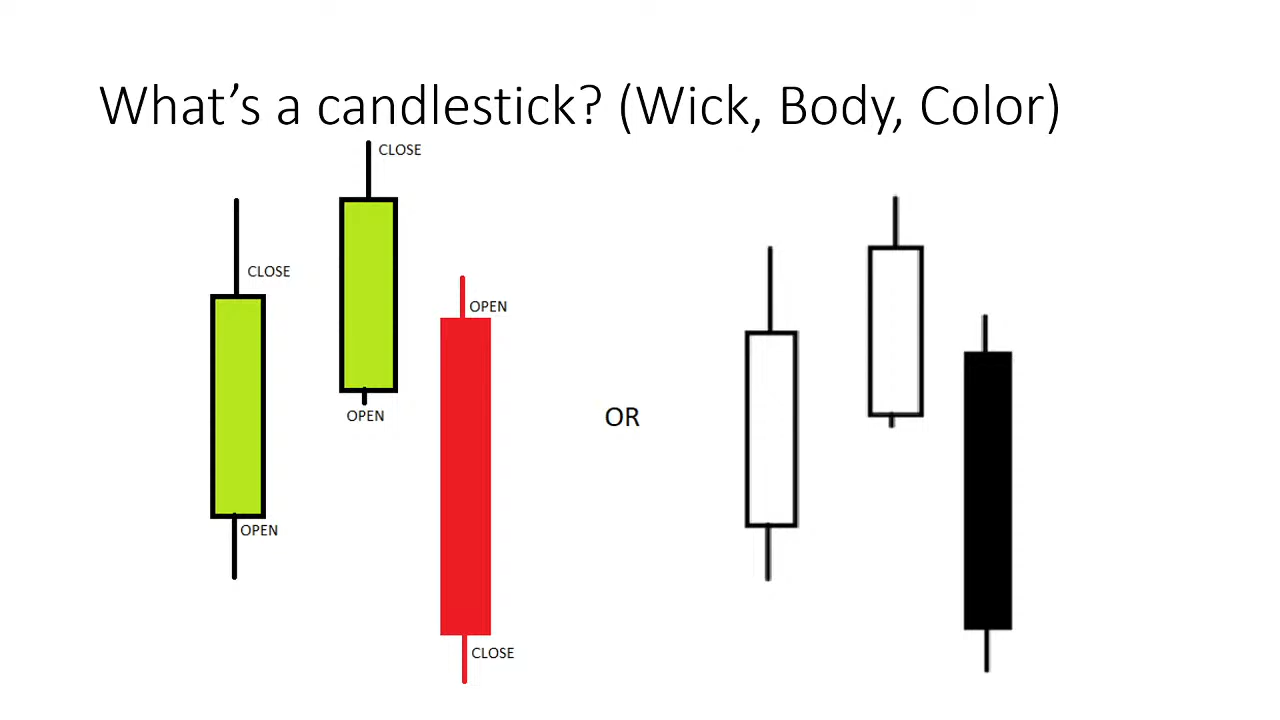 What’s a candlestick? (Wick, Body, Color)
CLOSE
CLOSE
OPEN
OPEN
OR
OPEN
CLOSE